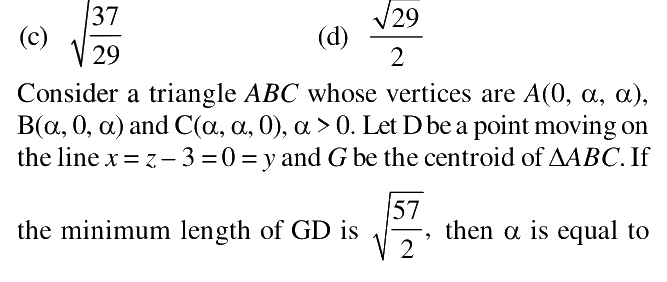 (c) √(37/29) (d) √29/2
Consider a triangle ABC whose vertices are A(0, α, α),
B(α, 0, α) and C(α, α, 0), α > 0. Let D be a point moving on
the line x = z – 3 = 0 = y and G be the centroid of ΔABC. If
the minimum length of GD is √(57/2), then α is equal to